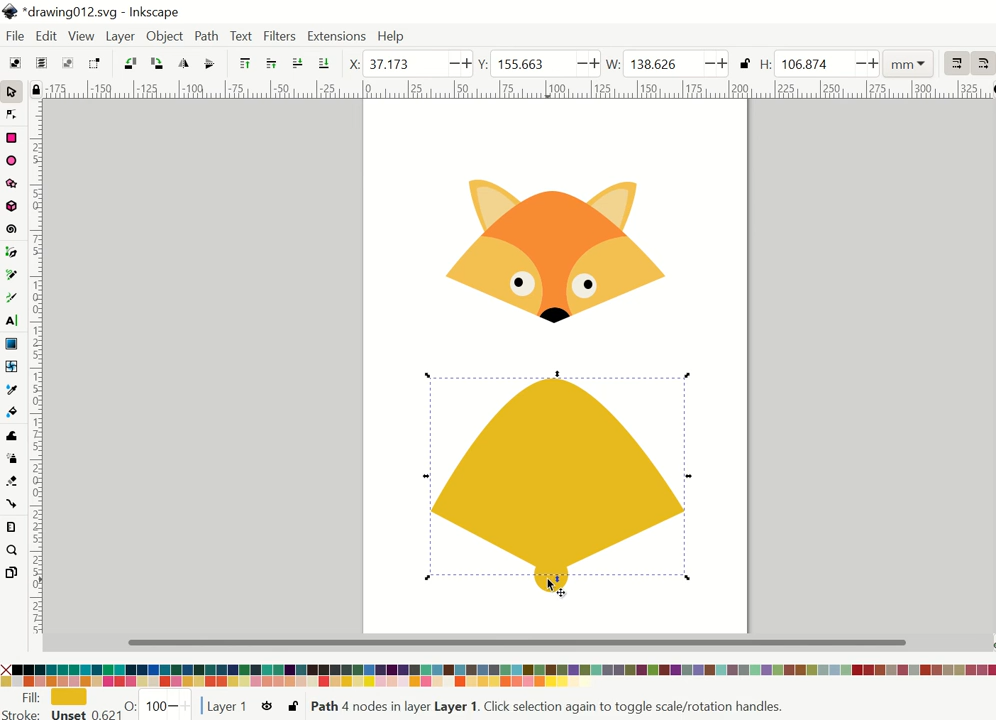 *drawing012.svg - Inkscape
File Edit View Layer Object Path Text Filters Extensions Help
X: 37.173 Y: 155.663 W: 138.626 H: 106.874 mm
-175 -150 -125 -100 -75 -50 -25 0 25 50 75 100 125 150 175 200 225 250 275 300 325
Fill: O: 100 Layer 1 Path 4 nodes in layer Layer 1. Click selection again to toggle scale/rotation handles.
Stroke: Unset 0.621